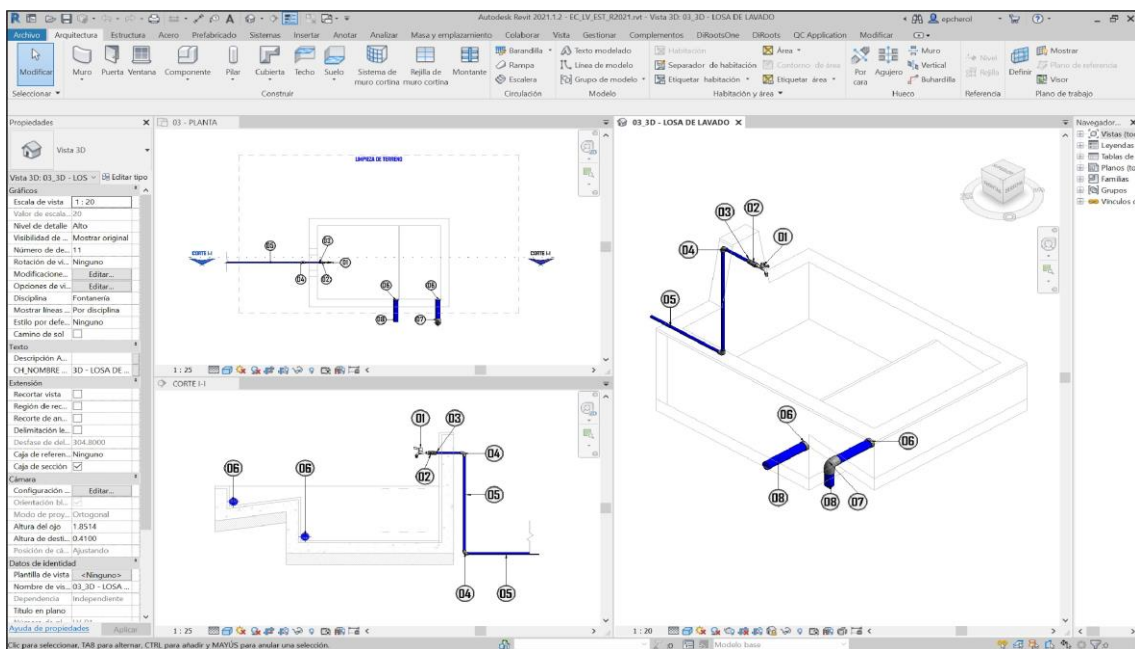 Autodesk Revit 2021.1.2 - EC_LV_EST_R2021.rvt - Vista 3D: 03_3D - LOSA DE LAVADO
epcherol
Archivo Arquitectura Estructura Acero Prefabricado Sistemas Insertar Anotar Analizar Masa y emplazamiento Colaborar Vista Gestionar Complementos DiRootsOne DiRoots QC Application Modificar
Modificar
Muro Puerta Ventana Componente Pilar Cubierta Techo Suelo Sistema de muro cortina Rejilla de muro cortina Montante
Barandilla
Rampa
Escalera
Texto modelado
Línea de modelo
Grupo de modelo
Habitación
Separador de habitación
Etiquetar habitación
Área
Contorno de área
Etiquetar área
Por cara
Agujero
Muro
Vertical
Buhardilla
Nivel
Rejilla
Definir
Mostrar
Plano de referencia
Visor
Seleccionar Construir Circulación Modelo Habitación y área Hueco Referencia Plano de trabajo
Propiedades
Vista 3D
Vista 3D: 03_3D - LOS
Editar tipo
Gráficos
Escala de vista 1 : 20
Valor de escala... 20
Nivel de detalle Alto
Visibilidad de ... Mostrar original
Número de de... 11
Rotación de vi... Ninguno
Modificacione... Editar...
Opciones de vi... Editar...
Disciplina Fontanería
Mostrar líneas ... Por disciplina
Estilo por defe... Ninguno
Camino de sol
Texto
Descripción A...
CH_NOMBRE ... 3D - LOSA DE ...
Extensión
Recortar vista
Región de rec...
Recorte de an...
Delimitación le...
Desfase de del... 304.8000
Caja de referen... Ninguno
Caja de sección
Cámara
Configuración ... Editar...
Orientación bl...
Modo de proy... Ortogonal
Altura del ojo 1.8514
Altura de desti... 0.4100
Posición de cá... Ajustando
Datos de identidad
Plantilla de vista <Ninguno>
Nombre de vis... 03_3D - LOSA ...
Dependencia Independiente
Título en plano
Ayuda de propiedades Aplicar
03 - PLANTA
LIMPIEZA DE TERRENO
CORTE I-I
CORTE I-I
05
03
01
04
02
06
06
08
07
1 : 25
CORTE I-I
01
03
04
02
06
06
05
04
05
1 : 25
03_3D - LOSA DE LAVADO
03
02
01
04
05
06
06
08
08
07
1 : 20
Navegador...
Vistas (too
Leyendas
Tablas de
Planos (to
Familias
Grupos
Vínculos d
Clic para seleccionar, TAB para alternar, CTRL para añadir y MAYÚS para anular una selección.
Modelo base